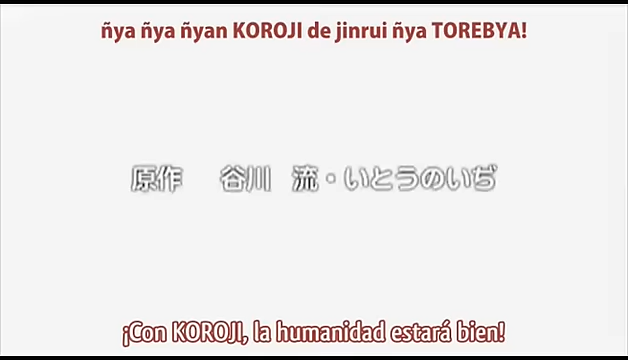 ñya ñya ñyan KOROJI de jinrui ñya TOREBYA!
原作 谷川 流・いとうのいぢ
¡Con KOROJI, la humanidad estará bien!